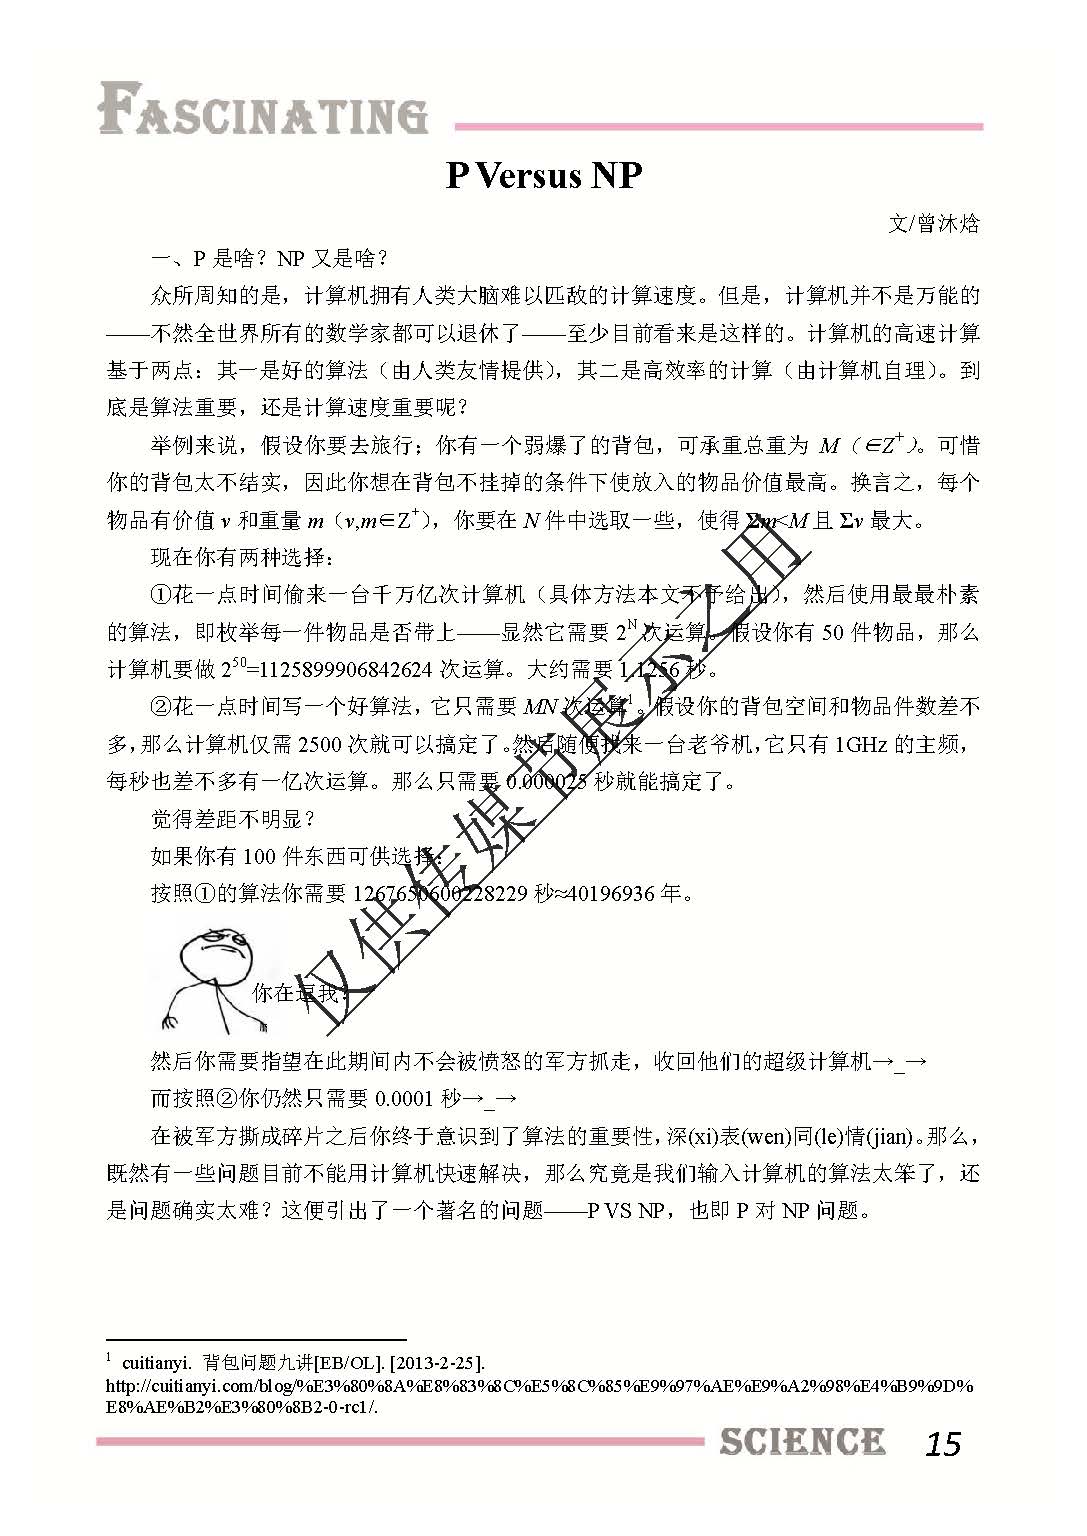 FASCINATING
P Versus NP
文/曾沐焓
一、P 是啥？NP 又是啥？
众所周知的是，计算机拥有人类大脑难以匹敌的计算速度。但是，计算机并不是万能的
——不然全世界所有的数学家都可以退休了——至少目前看来是这样的。计算机的高速计算
基于两点：其一是好的算法（由人类友情提供），其二是高效率的计算（由计算机自理）。到
底是算法重要，还是计算速度重要呢？
举例来说，假设你要去旅行；你有一个弱爆了的背包，可承重总重为 M（∈Z⁺）。可惜
你的背包太不结实，因此你想在背包不挂掉的条件下使放入的物品价值最高。换言之，每个
物品有价值 v 和重量 m（v,m∈Z⁺），你要在 N 件中选取一些，使得 Σm<M 且 Σv 最大。
现在你有两种选择：
①花一点时间偷来一台千万亿次计算机（具体方法本文不予给出），然后使用最最朴素
的算法，即枚举每一件物品是否带上——显然它需要 2ᴺ 次运算。假设你有 50 件物品，那么
计算机要做 2⁵⁰=1125899906842624 次运算。大约需要 1.1256 秒。
②花一点时间写一个好算法，它只需要 MN 次运算¹。假设你的背包空间和物品件数差不
多，那么计算机仅需 2500 次就可以搞定了。然后随便找来一台老爷机，它只有 1GHz 的主频，
每秒也差不多有一亿次运算。那么只需要 0.000025 秒就能搞定了。
觉得差距不明显？
如果你有 100 件东西可供选择：
按照①的算法你需要 1267650600228229 秒≈40196936 年。
你在逗我？
然后你需要指望在此期间内不会被愤怒的军方抓走，收回他们的超级计算机→_→
而按照②你仍然只需要 0.0001 秒→_→
在被军方撕成碎片之后你终于意识到了算法的重要性，深(xi)表(wen)同(le)情(jian)。那么，
既然有一些问题目前不能用计算机快速解决，那么究竟是我们输入计算机的算法太笨了，还
是问题确实太难？这便引出了一个著名的问题——P VS NP，也即 P 对 NP 问题。
仅供传媒节展示之用
¹ cuitianyi. 背包问题九讲[EB/OL]. [2013-2-25].
http://cuitianyi.com/blog/%E3%80%8A%E8%83%8C%E5%8C%85%E9%97%AE%E9%A2%98%E4%B9%9D%
E8%AE%B2%E3%80%8B2-0-rc1/.
SCIENCE 15